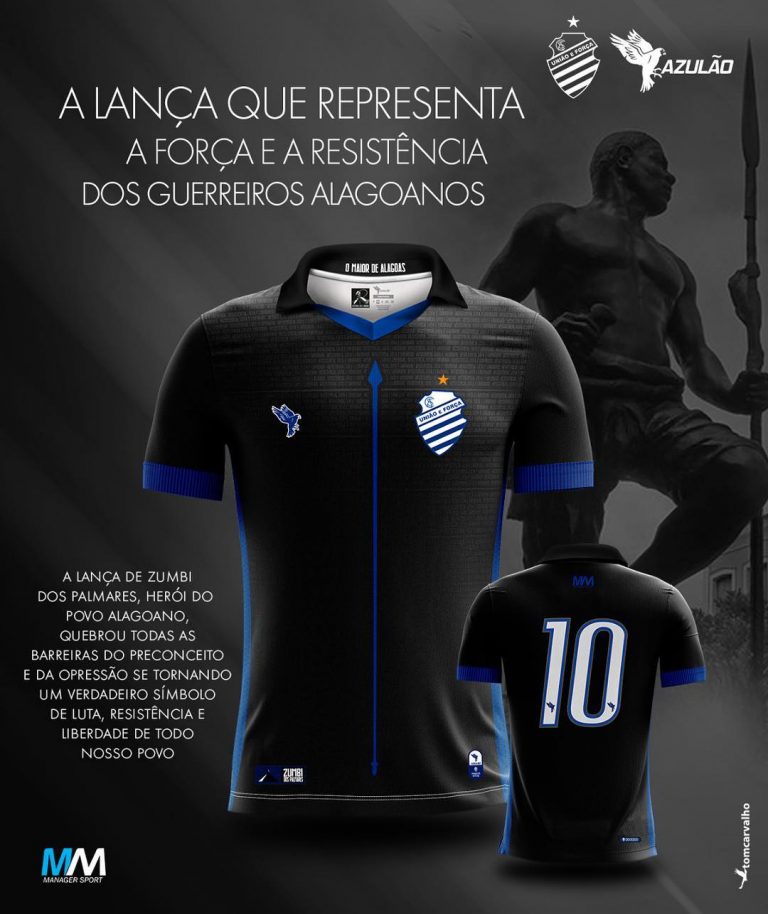 UNIÃO E FORÇA
AZULÃO
A LANÇA QUE REPRESENTA
A FORÇA E A RESISTÊNCIA
DOS GUERREIROS ALAGOANOS
O MAIOR DE ALAGOAS
UNIÃO E FORÇA
A LANÇA DE ZUMBI
DOS PALMARES, HERÓI DO
POVO ALAGOANO,
QUEBROU TODAS AS
BARREIRAS DO PRECONCEITO
E DA OPRESSÃO SE TORNANDO
UM VERDADEIRO SÍMBOLO
DE LUTA, RESISTÊNCIA E
LIBERDADE DE TODO
NOSSO POVO
MM
10
ZUMBI
DOS PALMARES
MM
MANAGER SPORT
tomcarvalho